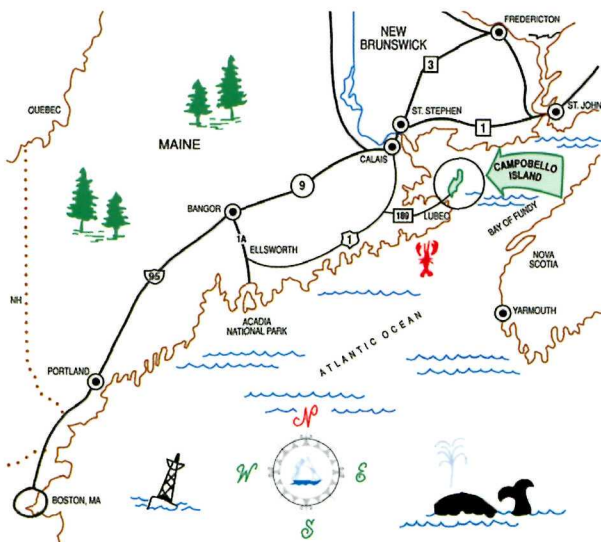 FREDERICTON
NEW
BRUNSWICK
3
QUEBEC
ST. STEPHEN
1
ST. JOHN
MAINE
CALAIS
CAMPOBELLO
ISLAND
9
BANGOR
189
LUBEC
BAY OF FUNDY
1A
ELLSWORTH
1
NOVA
SCOTIA
95
NH
ACADIA
NATIONAL PARK
YARMOUTH
ATLANTIC OCEAN
PORTLAND
N
W
E
S
BOSTON, MA